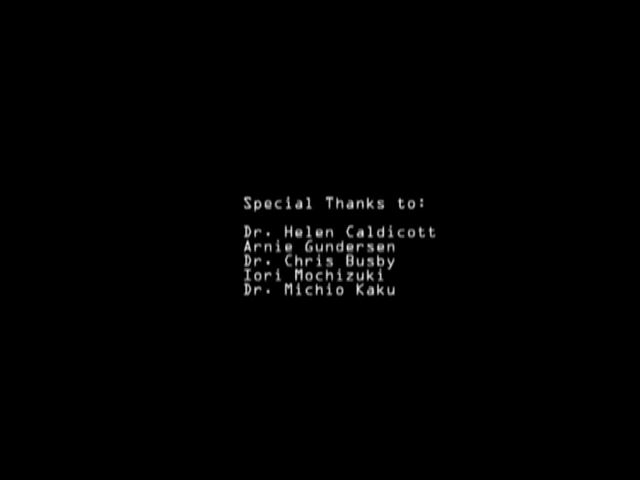 Special Thanks to:
Dr. Helen Caldicott
Arnie Gundersen
Dr. Chris Busby
Iori Mochizuki
Dr. Michio Kaku